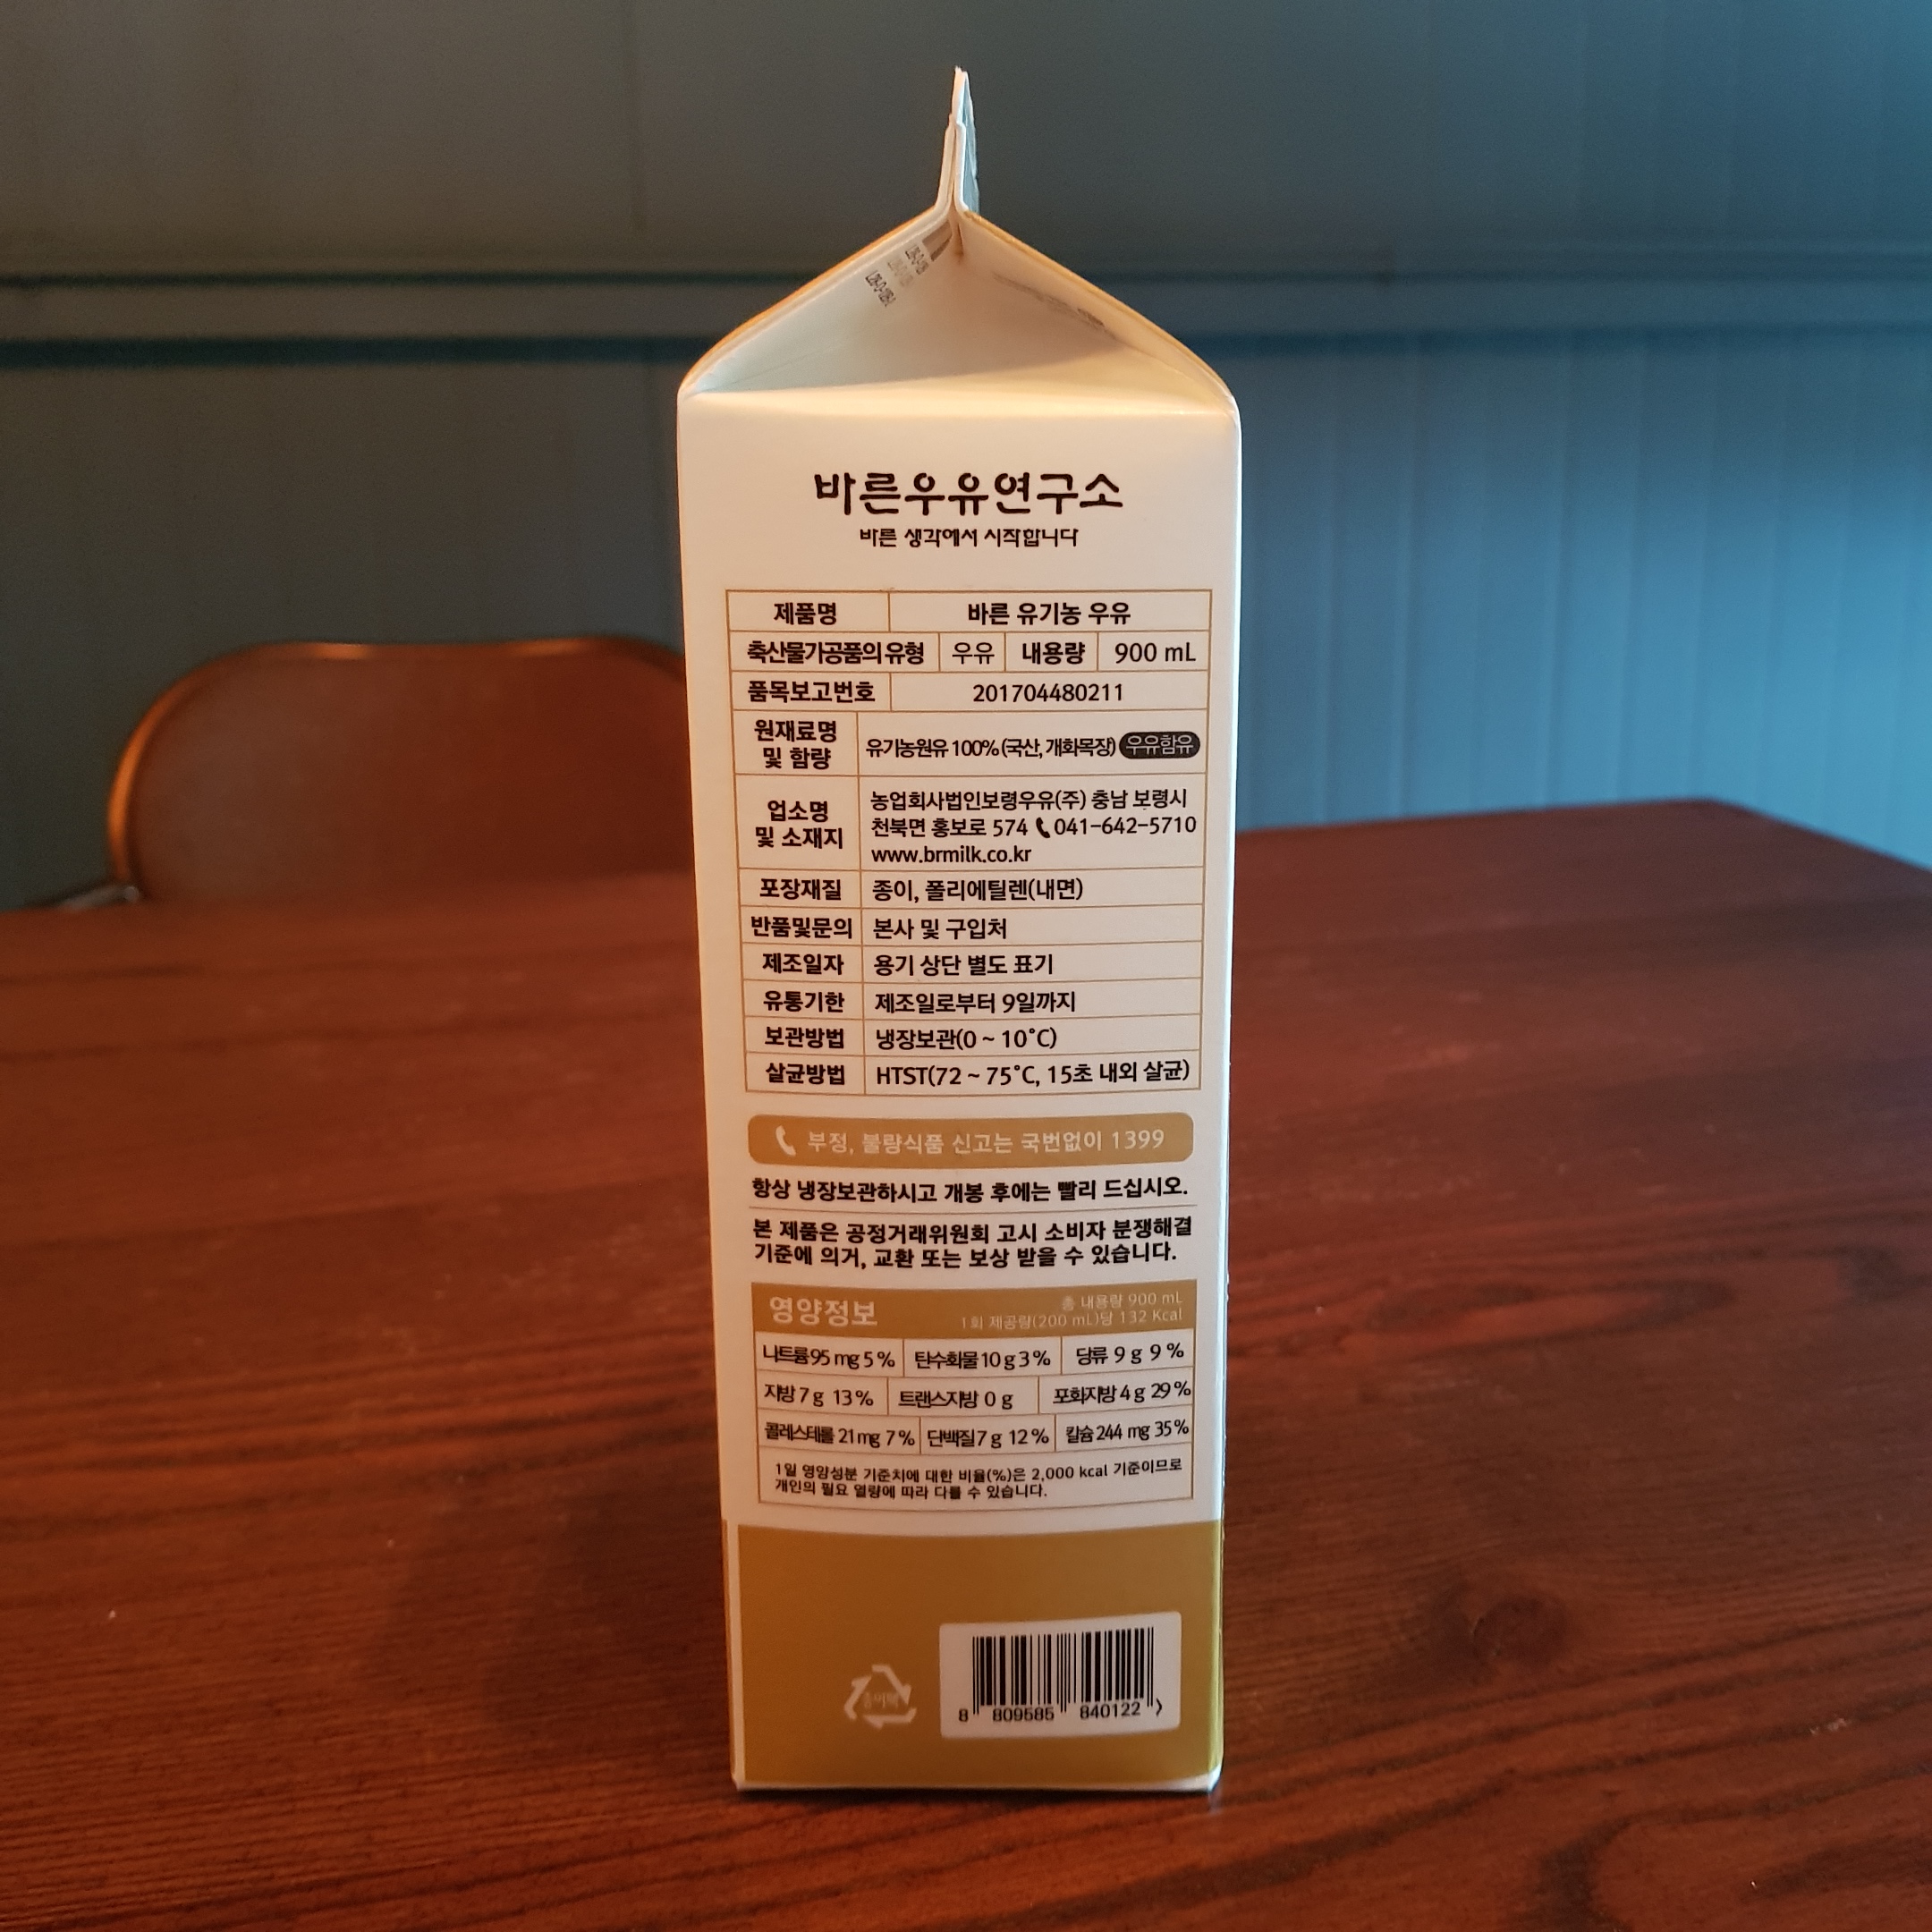 바른우유연구소
바른 생각에서 시작합니다
제품명 바른 유기농 우유
축산물가공품의유형 우유 내용량 900 mL
품목보고번호 201704480211
원재료명
및 함량
유기농원유 100% (국산, 개화목장) 우유함유
업소명
및 소재지
농업회사법인보령우유(주) 충남 보령시
천북면 홍보로 574 041-642-5710
www.brmilk.co.kr
포장재질 종이, 폴리에틸렌(내면)
반품및문의 본사 및 구입처
제조일자 용기 상단 별도 표기
유통기한 제조일로부터 9일까지
보관방법 냉장보관(0 ~ 10˚C)
살균방법 HTST(72 ~ 75˚C, 15초 내외 살균)
부정, 불량식품 신고는 국번없이 1399
항상 냉장보관하시고 개봉 후에는 빨리 드십시오.
본 제품은 공정거래위원회 고시 소비자 분쟁해결
기준에 의거, 교환 또는 보상 받을 수 있습니다.
영양정보
총 내용량 900 mL
1회 제공량(200 mL)당 132 Kcal
나트륨 95 mg 5 % 탄수화물 10 g 3 % 당류 9 g 9 %
지방 7 g 13 % 트랜스지방 0 g 포화지방 4 g 29 %
콜레스테롤 21 mg 7 % 단백질 7 g 12 % 칼슘 244 mg 35 %
1일 영양성분 기준치에 대한 비율(%)은 2,000 kcal 기준이므로
개인의 필요 열량에 따라 다를 수 있습니다.
종이팩
8 809585 840122